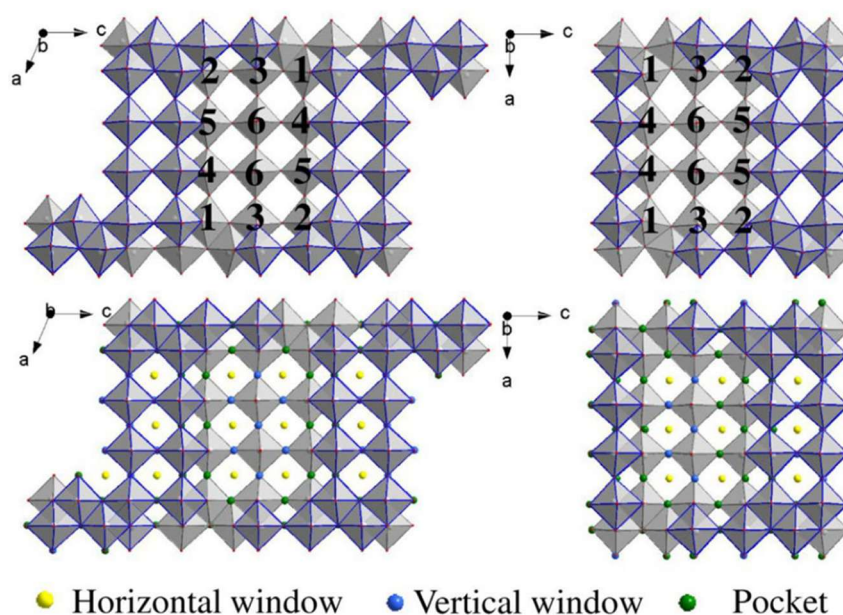 b c b c
a a
2 3 1 1 3 2
5 6 4 4 6 5
4 6 5 4 6 5
1 3 2 1 3 2
b c b c
a a
Horizontal window Vertical window Pocket